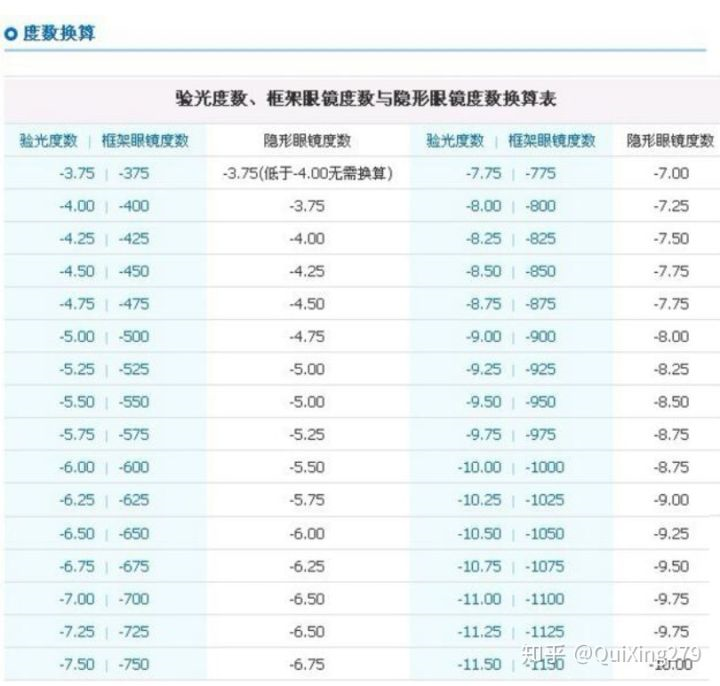 度数换算
验光度数、框架眼镜度数与隐形眼镜度数换算表
验光度数 | 框架眼镜度数 隐形眼镜度数 验光度数 | 框架眼镜度数 隐形眼镜度数
-3.75 | -375 -3.75(低于-4.00无需换算) -7.75 | -775 -7.00
-4.00 | -400 -3.75 -8.00 | -800 -7.25
-4.25 | -425 -4.00 -8.25 | -825 -7.50
-4.50 | -450 -4.25 -8.50 | -850 -7.75
-4.75 | -475 -4.50 -8.75 | -875 -7.75
-5.00 | -500 -4.75 -9.00 | -900 -8.00
-5.25 | -525 -5.00 -9.25 | -925 -8.25
-5.50 | -550 -5.00 -9.50 | -950 -8.50
-5.75 | -575 -5.25 -9.75 | -975 -8.75
-6.00 | -600 -5.50 -10.00 | -1000 -8.75
-6.25 | -625 -5.75 -10.25 | -1025 -9.00
-6.50 | -650 -6.00 -10.50 | -1050 -9.25
-6.75 | -675 -6.25 -10.75 | -1075 -9.50
-7.00 | -700 -6.50 -11.00 | -1100 -9.75
-7.25 | -725 -6.50 -11.25 | -1125 -9.75
-7.50 | -750 -6.75 -11.50 | -1150 -10.00
知乎 @QuiXing279